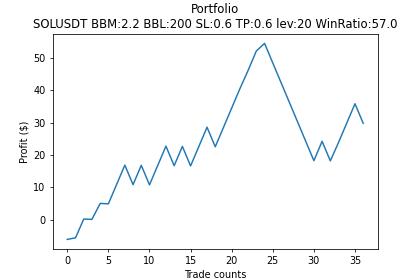 Portfolio
SOLUSDT BBM:2.2 BBL:200 SL:0.6 TP:0.6 lev:20 WinRatio:57.0
50
40
30
20
10
0
Profit ($)
0 5 10 15 20 25 30 35
Trade counts